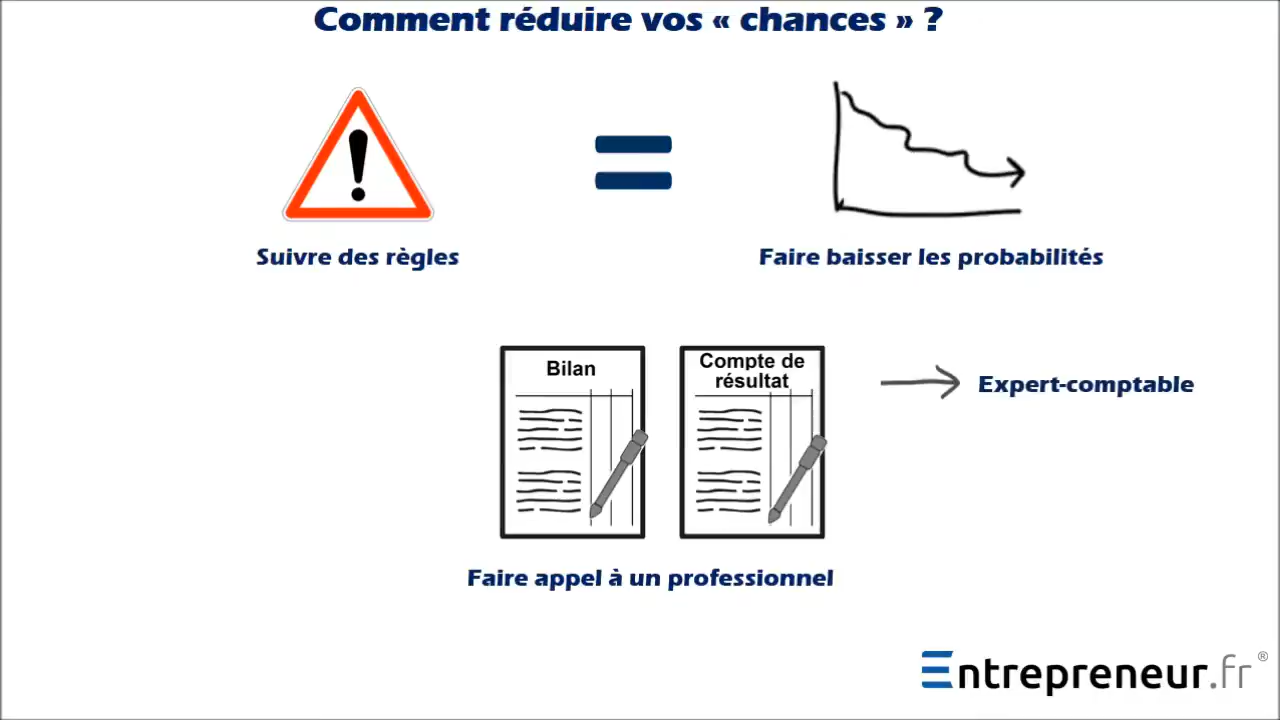 Comment réduire vos « chances » ?
Suivre des règles
Faire baisser les probabilités
Bilan
Compte de
résultat
Expert-comptable
Faire appel à un professionnel
Entrepreneur.fr ®